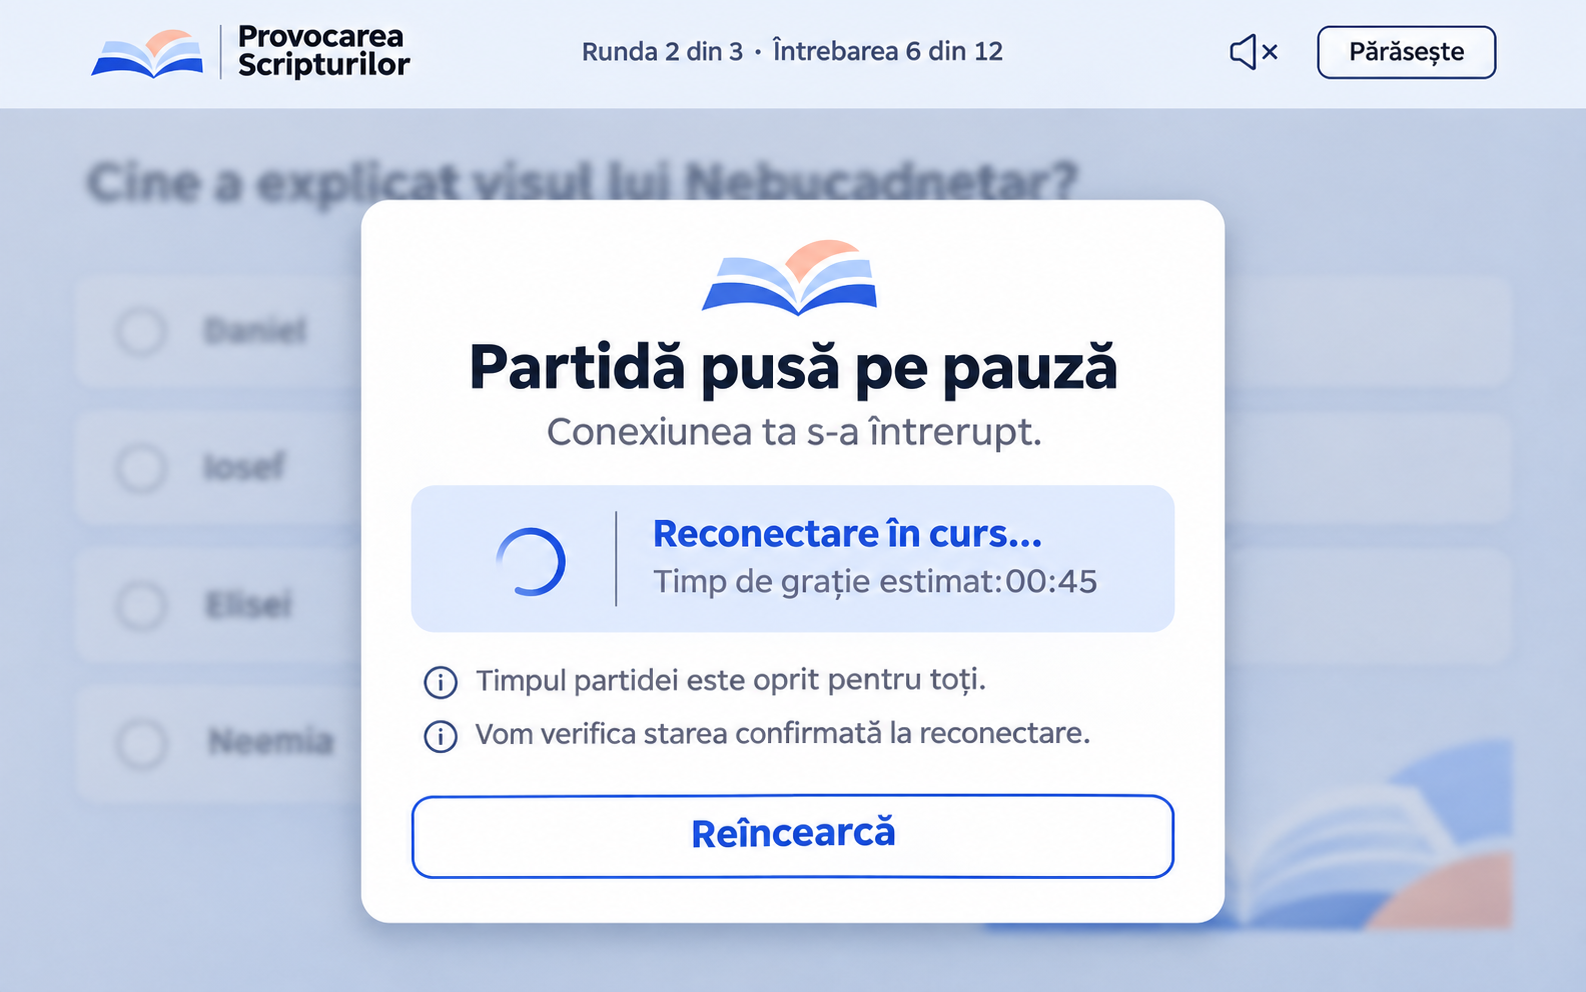 Provocarea
Scripturilor
Runda 2 din 3 • Întrebarea 6 din 12
Părăsește
Cine a explicat visul lui Nebucadnețar?
Daniel
Iosef
Elisei
Neemia
Partidă pusă pe pauză
Conexiunea ta s-a întrerupt.
Reconectare în curs...
Timp de grație estimat:00:45
Timpul partidei este oprit pentru toți.
Vom verifica starea confirmată la reconectare.
Reîncearcă